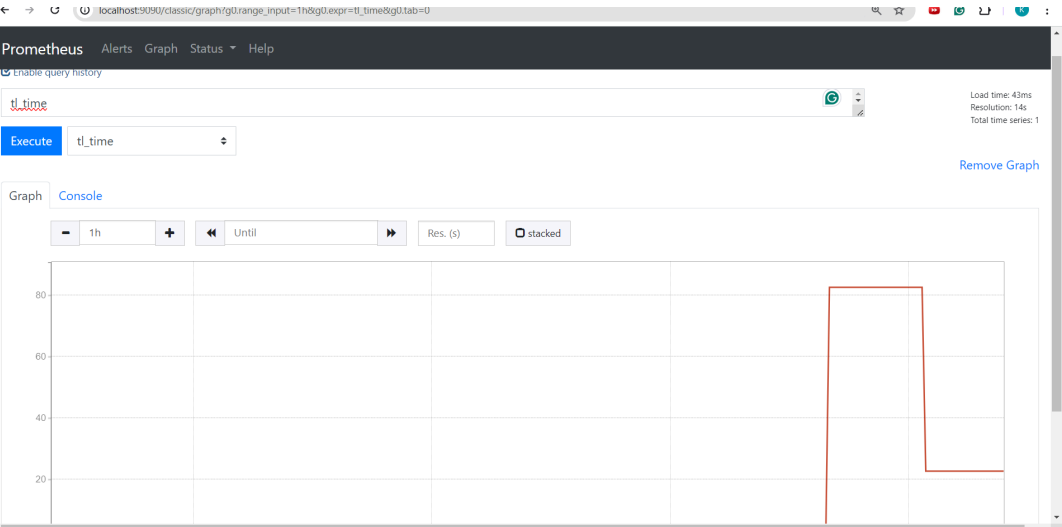 localhost:9090/classic/graph?g0.range_input=1h&g0.expr=tl_time&g0.tab=0
K
Prometheus Alerts Graph Status Help
Enable query history
tl_time
Load time: 43ms
Resolution: 14s
Total time series: 1
Execute tl_time
Remove Graph
Graph Console
1h Until Res. (s) stacked
80
60
40
20